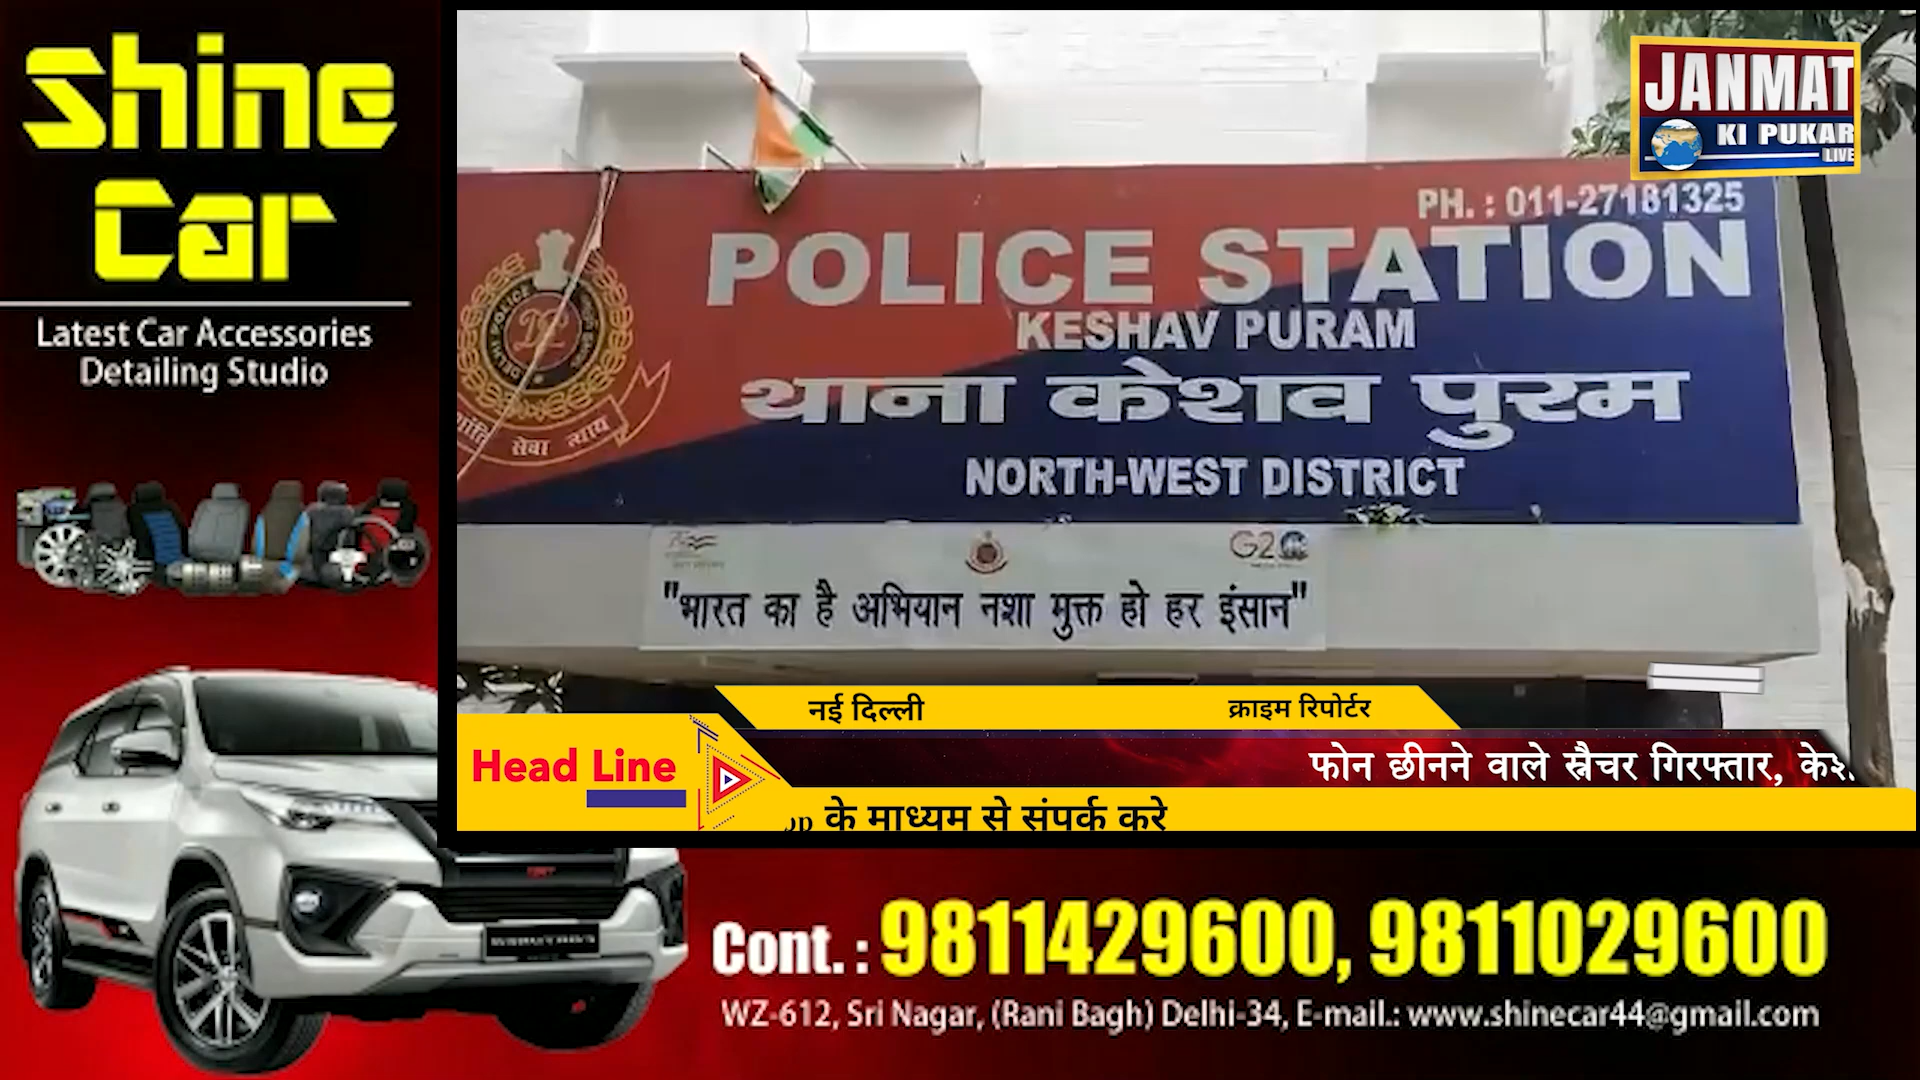 Shine
Car
Latest Car Accessories
Detailing Studio
JANMAT
KI PUKAR
LIVE
PH. : 011-27181325
POLICE STATION
KESHAV PURAM
थाना केशव पुरम
NORTH-WEST DISTRICT
DELHI POLICE
सेवा न्याय
G20
"भारत का है अभियान नशा मुक्त हो हर इंसान"
नई दिल्ली
क्राइम रिपोर्टर
Head Line
फोन छीनने वाले स्नैचर गिरफ्तार,
के माध्यम से संपर्क करे
Cont. : 9811429600, 9811029600
WZ-612, Sri Nagar, (Rani Bagh) Delhi-34, E-mail.: www.shinecar44@gmail.com